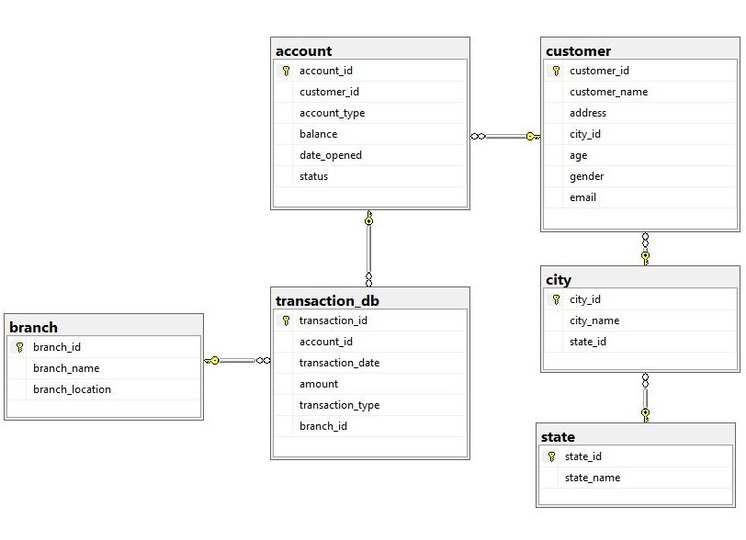 account
account_id
customer_id
account_type
balance
date_opened
status
customer
customer_id
customer_name
address
city_id
age
gender
email
city
city_id
city_name
state_id
transaction_db
transaction_id
account_id
transaction_date
amount
transaction_type
branch_id
branch
branch_id
branch_name
branch_location
state
state_id
state_name